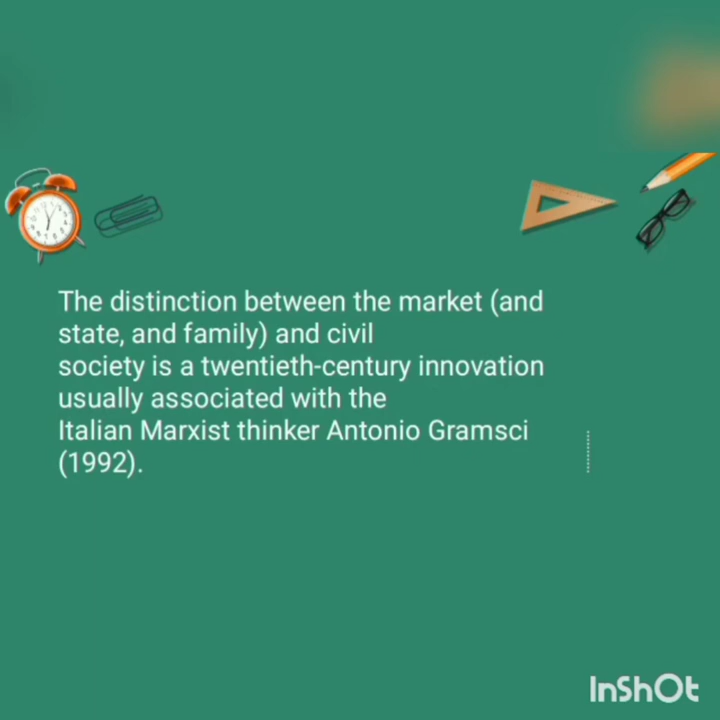 The distinction between the market (and
state, and family) and civil
society is a twentieth-century innovation
usually associated with the
Italian Marxist thinker Antonio Gramsci
(1992).
InShOt